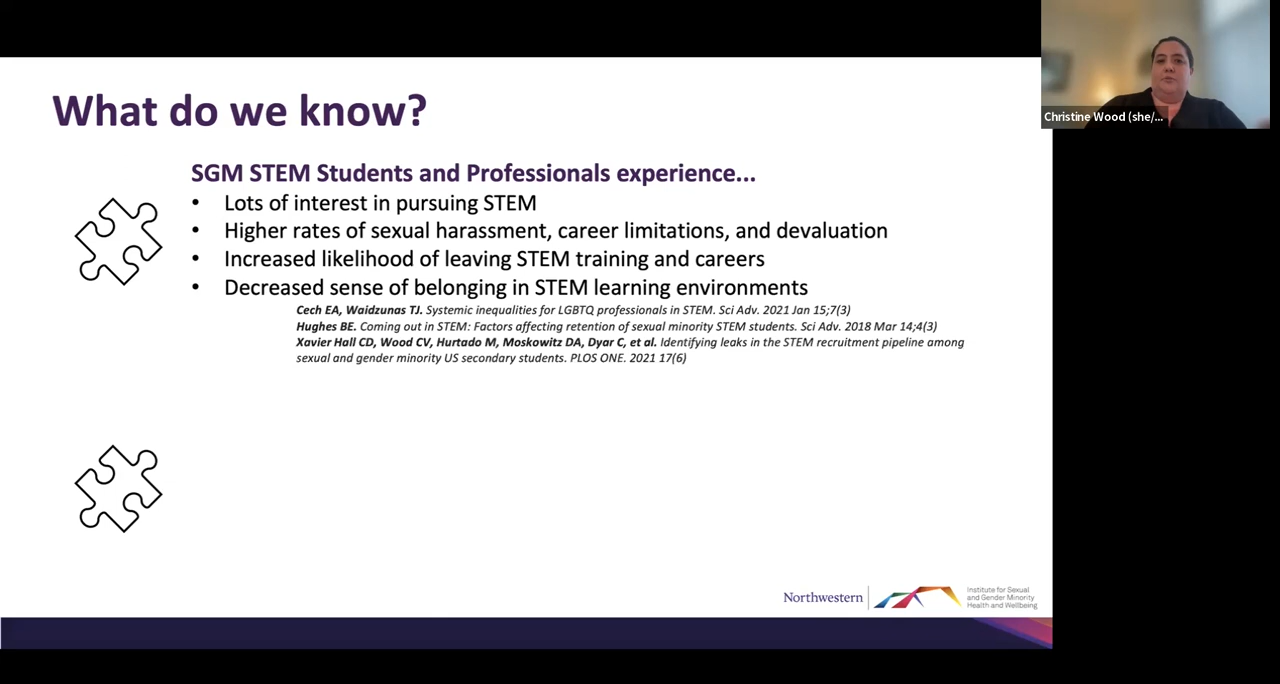 What do we know?
SGM STEM Students and Professionals experience...
• Lots of interest in pursuing STEM
• Higher rates of sexual harassment, career limitations, and devaluation
• Increased likelihood of leaving STEM training and careers
• Decreased sense of belonging in STEM learning environments
Cech EA, Waidzunas TJ. Systemic inequalities for LGBTQ professionals in STEM. Sci Adv. 2021 Jan 15;7(3)
Hughes BE. Coming out in STEM: Factors affecting retention of sexual minority STEM students. Sci Adv. 2018 Mar 14;4(3)
Xavier Hall CD, Wood CV, Hurtado M, Moskowitz DA, Dyar C, et al. Identifying leaks in the STEM recruitment pipeline among
sexual and gender minority US secondary students. PLOS ONE. 2021 17(6)
Northwestern
Institute for Sexual
and Gender Minority
Health and Wellbeing
Christine Wood (she/...